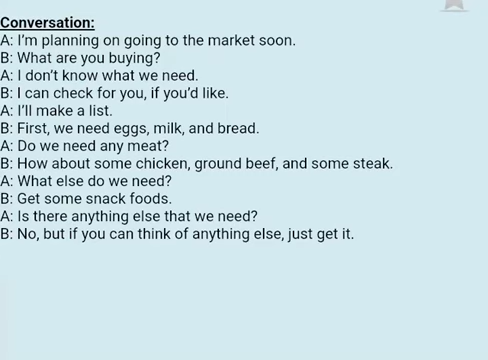 Conversation:
A: I'm planning on going to the market soon.
B: What are you buying?
A: I don't know what we need.
B: I can check for you, if you'd like.
A: I'll make a list.
B: First, we need eggs, milk, and bread.
A: Do we need any meat?
B: How about some chicken, ground beef, and some steak.
A: What else do we need?
B: Get some snack foods.
A: Is there anything else that we need?
B: No, but if you can think of anything else, just get it.